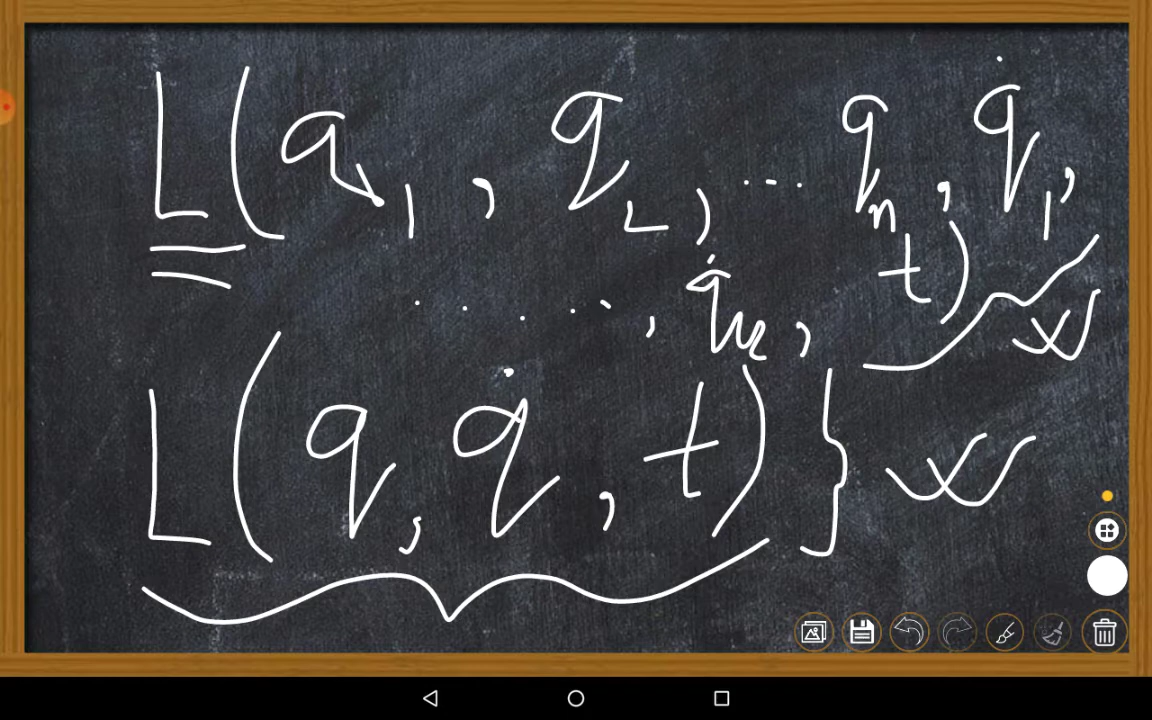 L(q₁, q₂, ... qₙ, q̇₁,
. . . . ., q̇ₙ, t)
L(q, q̇, t)}